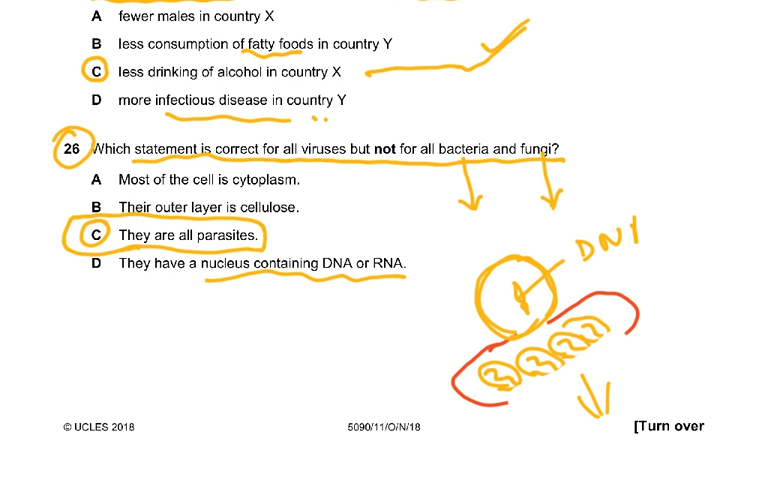 A fewer males in country X
B less consumption of fatty foods in country Y
C less drinking of alcohol in country X
D more infectious disease in country Y
26 Which statement is correct for all viruses but not for all bacteria and fungi?
A Most of the cell is cytoplasm.
B Their outer layer is cellulose.
C They are all parasites.
D They have a nucleus containing DNA or RNA.
© UCLES 2018 5090/11/O/N/18 [Turn over